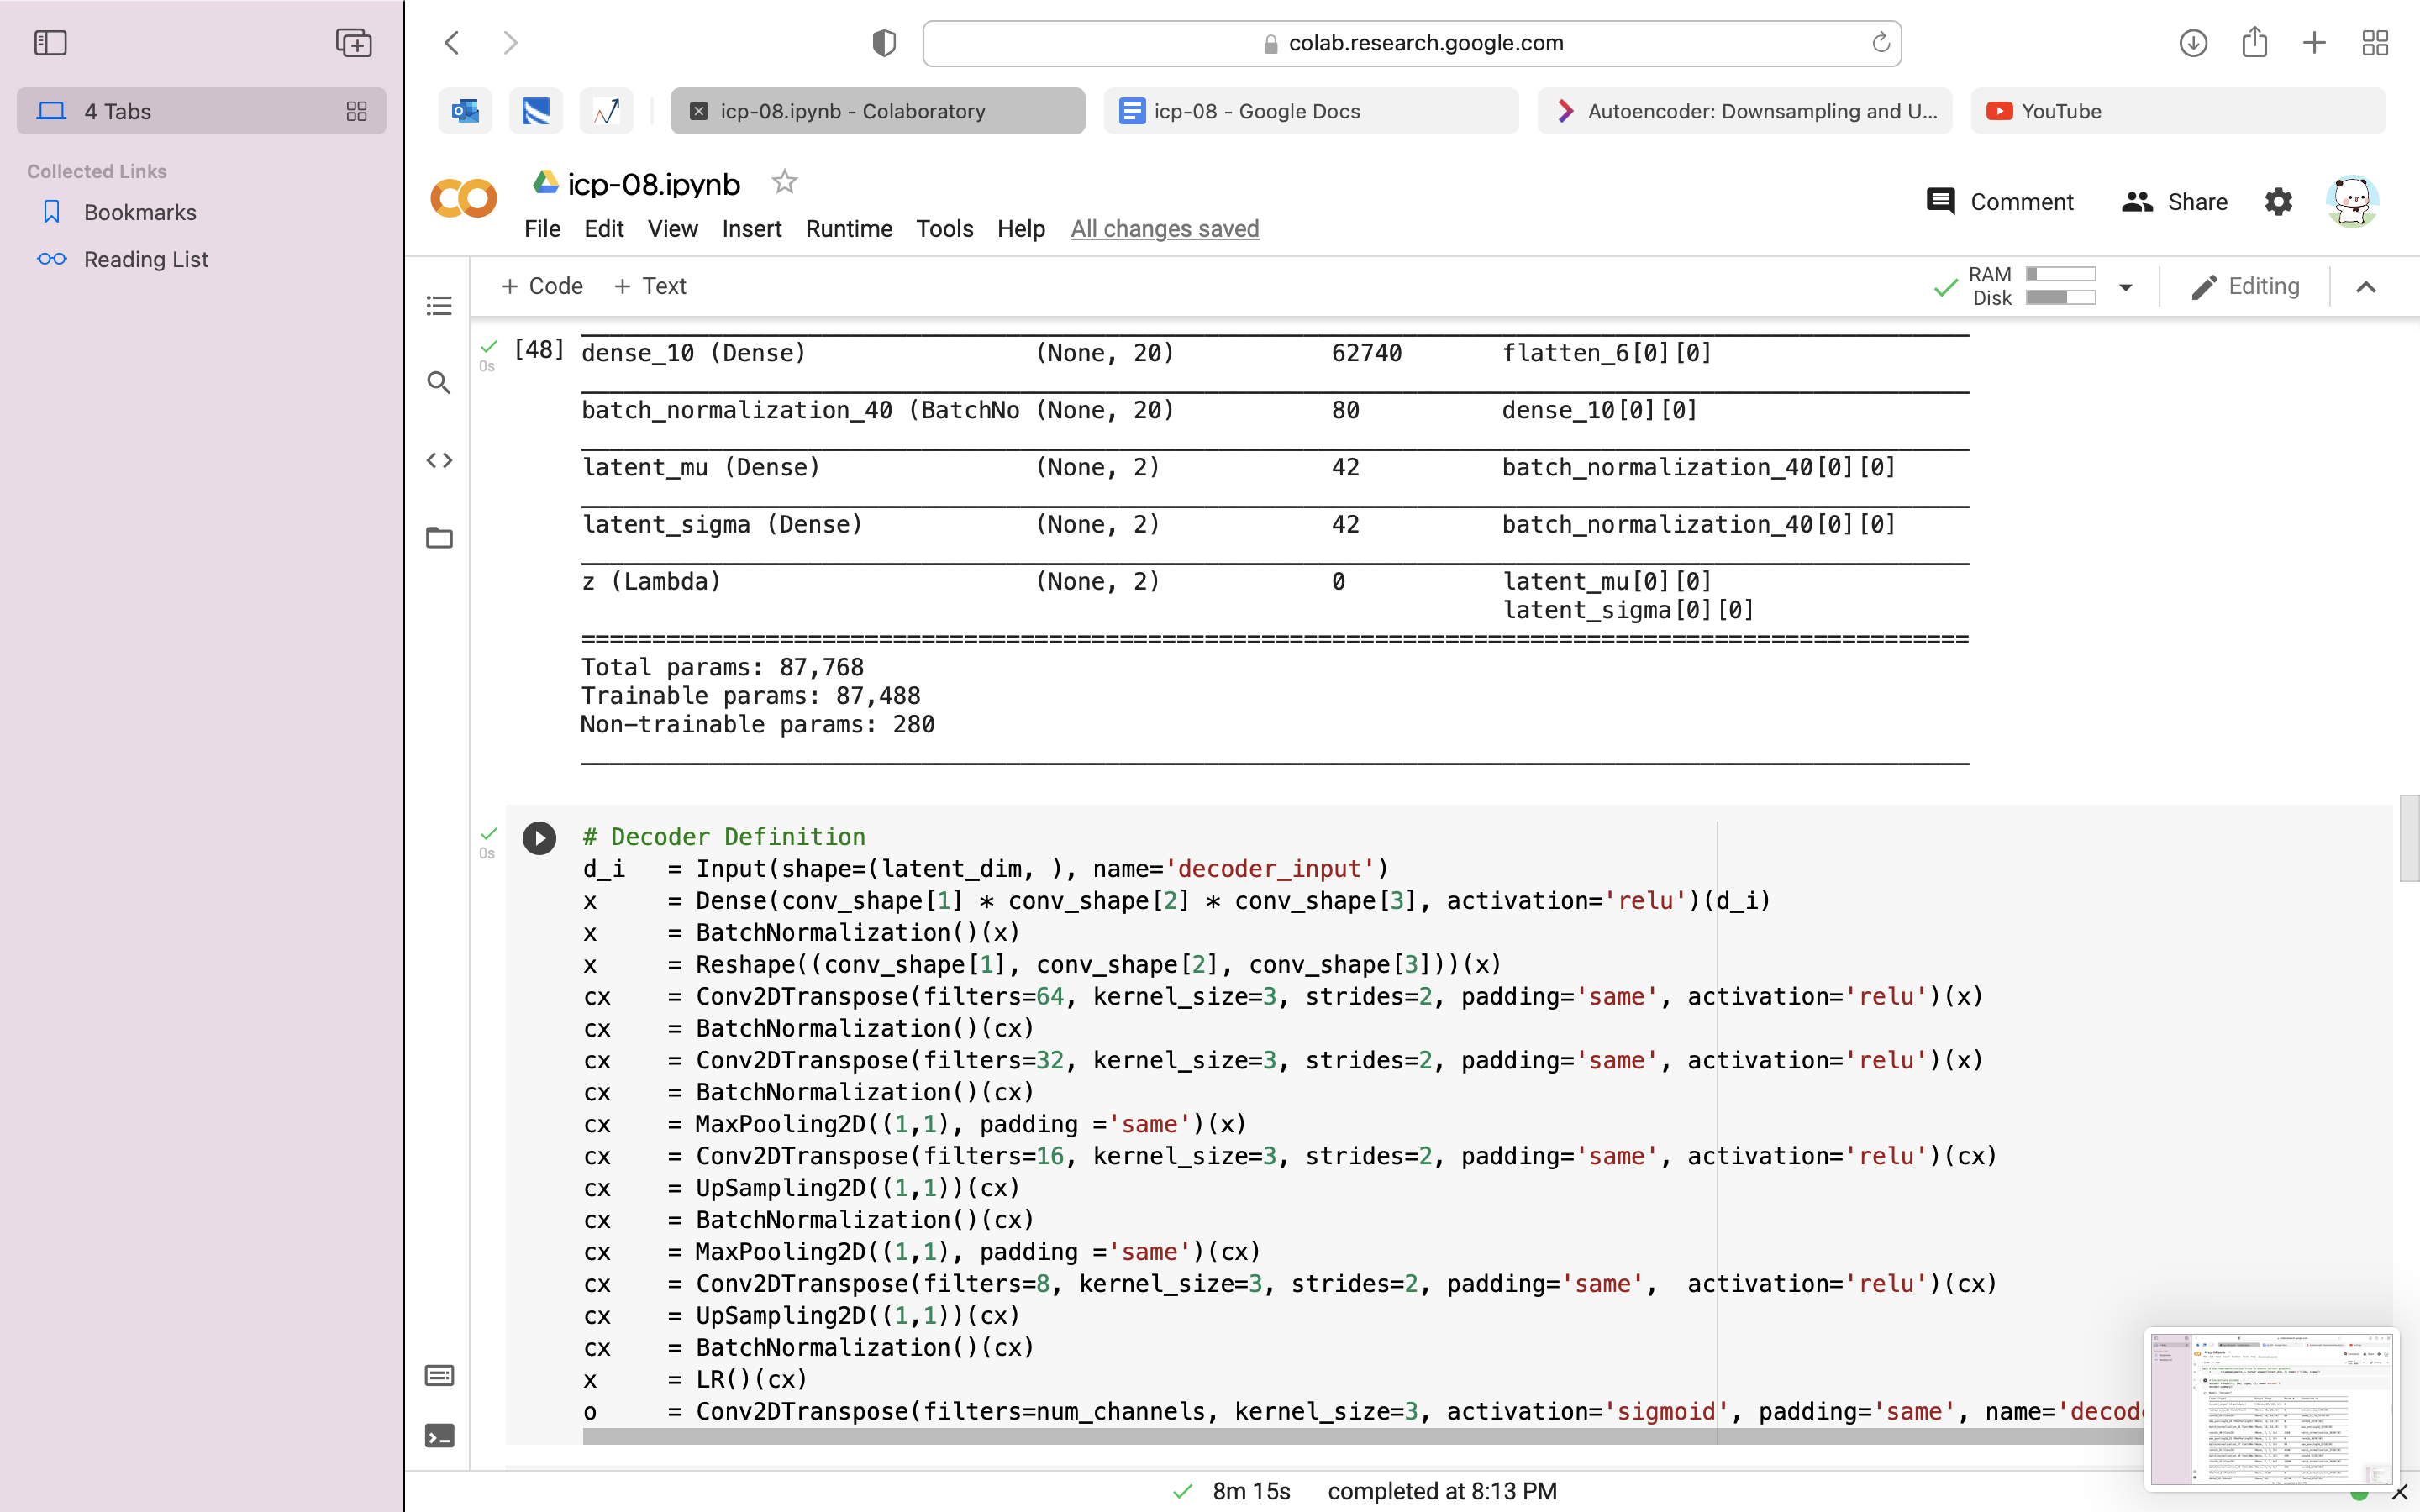 4 Tabs
Collected Links
Bookmarks
Reading List
colab.research.google.com
icp-08.ipynb - Colaboratory
icp-08 - Google Docs
Autoencoder: Downsampling and U...
YouTube
icp-08.ipynb
Comment
Share
File Edit View Insert Runtime Tools Help All changes saved
+ Code + Text
RAM
Disk
Editing
[48] dense_10 (Dense) (None, 20) 62740 flatten_6[0][0]
0s
batch_normalization_40 (BatchNo (None, 20) 80 dense_10[0][0]
latent_mu (Dense) (None, 2) 42 batch_normalization_40[0][0]
latent_sigma (Dense) (None, 2) 42 batch_normalization_40[0][0]
z (Lambda) (None, 2) 0 latent_mu[0][0]
latent_sigma[0][0]
Total params: 87,768
Trainable params: 87,488
Non-trainable params: 280
0s
# Decoder Definition
d_i = Input(shape=(latent_dim, ), name='decoder_input')
x = Dense(conv_shape[1] * conv_shape[2] * conv_shape[3], activation='relu')(d_i)
x = BatchNormalization()(x)
x = Reshape((conv_shape[1], conv_shape[2], conv_shape[3]))(x)
cx = Conv2DTranspose(filters=64, kernel_size=3, strides=2, padding='same', activation='relu')(x)
cx = BatchNormalization()(cx)
cx = Conv2DTranspose(filters=32, kernel_size=3, strides=2, padding='same', activation='relu')(x)
cx = BatchNormalization()(cx)
cx = MaxPooling2D((1,1), padding ='same')(x)
cx = Conv2DTranspose(filters=16, kernel_size=3, strides=2, padding='same', activation='relu')(cx)
cx = UpSampling2D((1,1))(cx)
cx = BatchNormalization()(cx)
cx = MaxPooling2D((1,1), padding ='same')(cx)
cx = Conv2DTranspose(filters=8, kernel_size=3, strides=2, padding='same', activation='relu')(cx)
cx = UpSampling2D((1,1))(cx)
cx = BatchNormalization()(cx)
x = LR()(cx)
o = Conv2DTranspose(filters=num_channels, kernel_size=3, activation='sigmoid', padding='same', name='decod
8m 15s completed at 8:13 PM